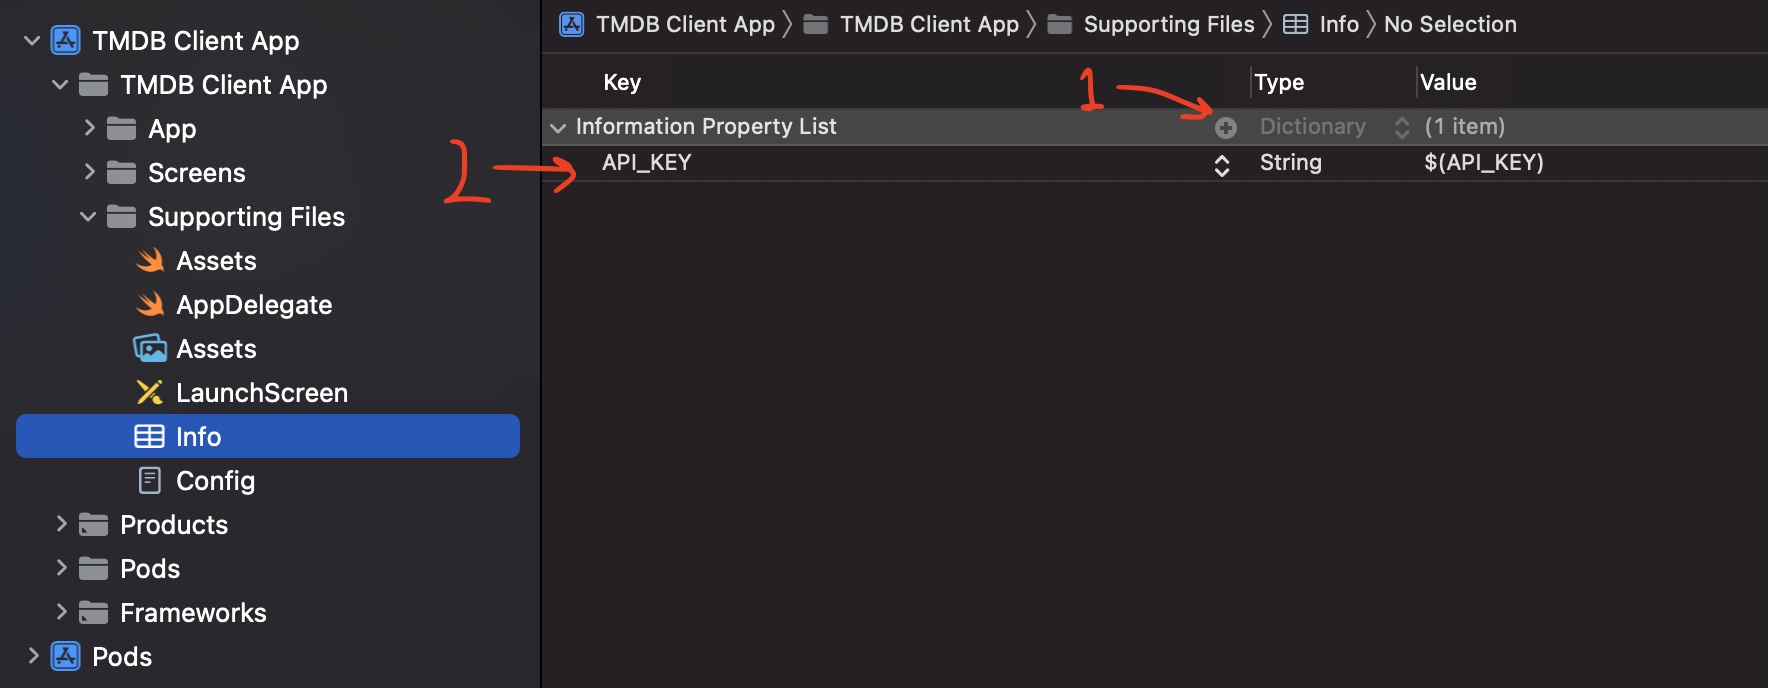 TMDB Client App
TMDB Client App
App
Screens
Supporting Files
Assets
AppDelegate
Assets
LaunchScreen
Info
Config
Products
Pods
Frameworks
Pods
TMDB Client App TMDB Client App Supporting Files Info No Selection
Key Type Value
1
Information Property List Dictionary (1 item)
2
API_KEY String $(API_KEY)